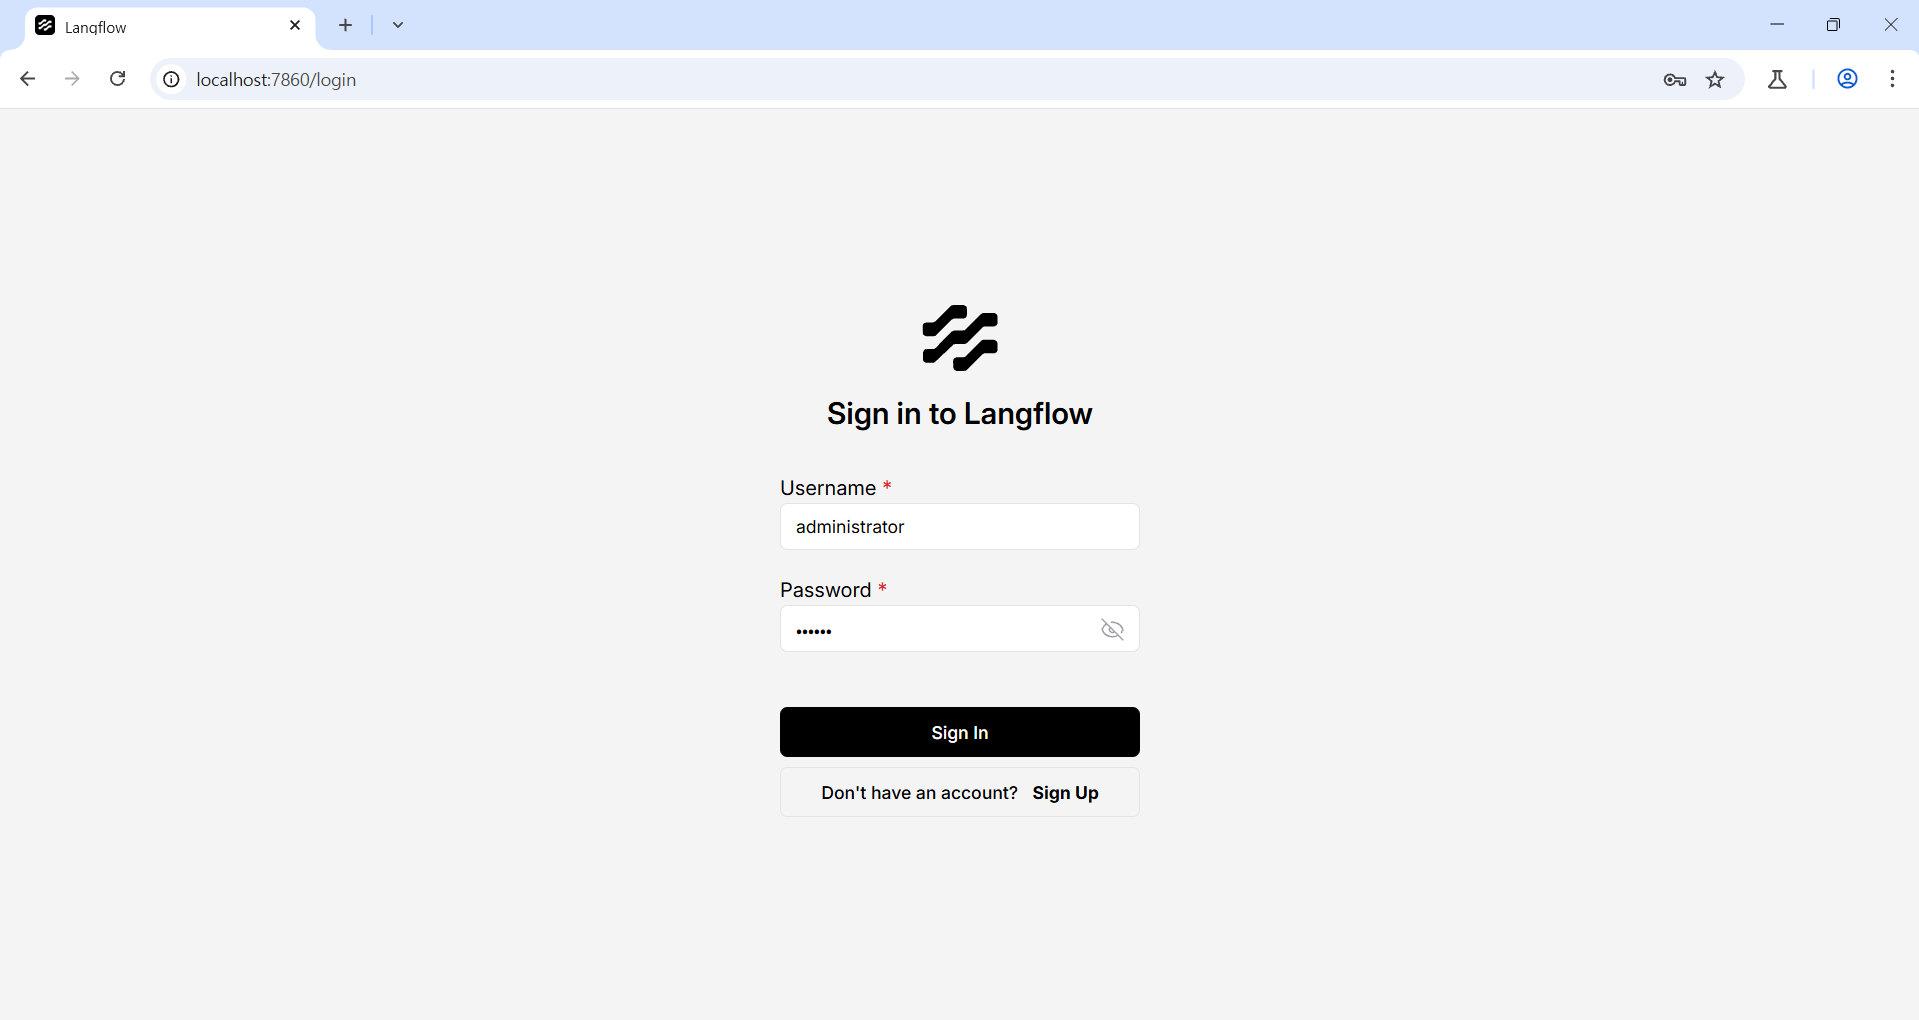 Langflow
localhost:7860/login
Sign in to Langflow
Username *
administrator
Password *
••••••
Sign In
Don't have an account? Sign Up